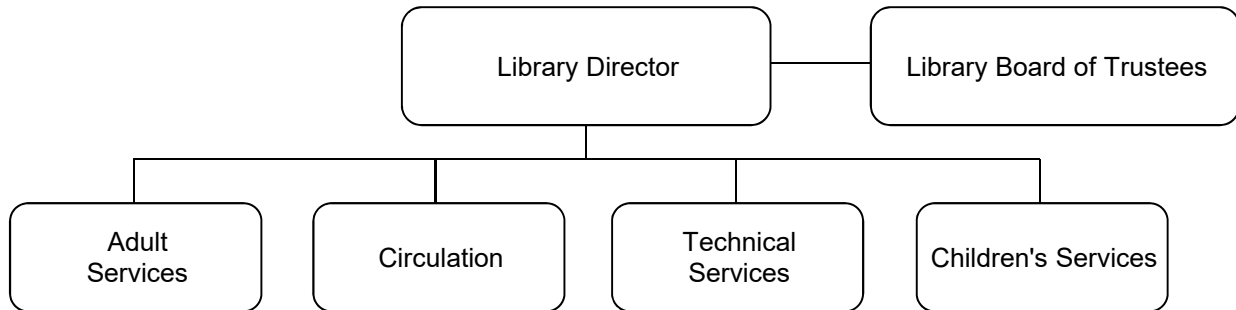 Library Director
Library Board of Trustees
Adult
Services
Circulation
Technical
Services
Children's Services